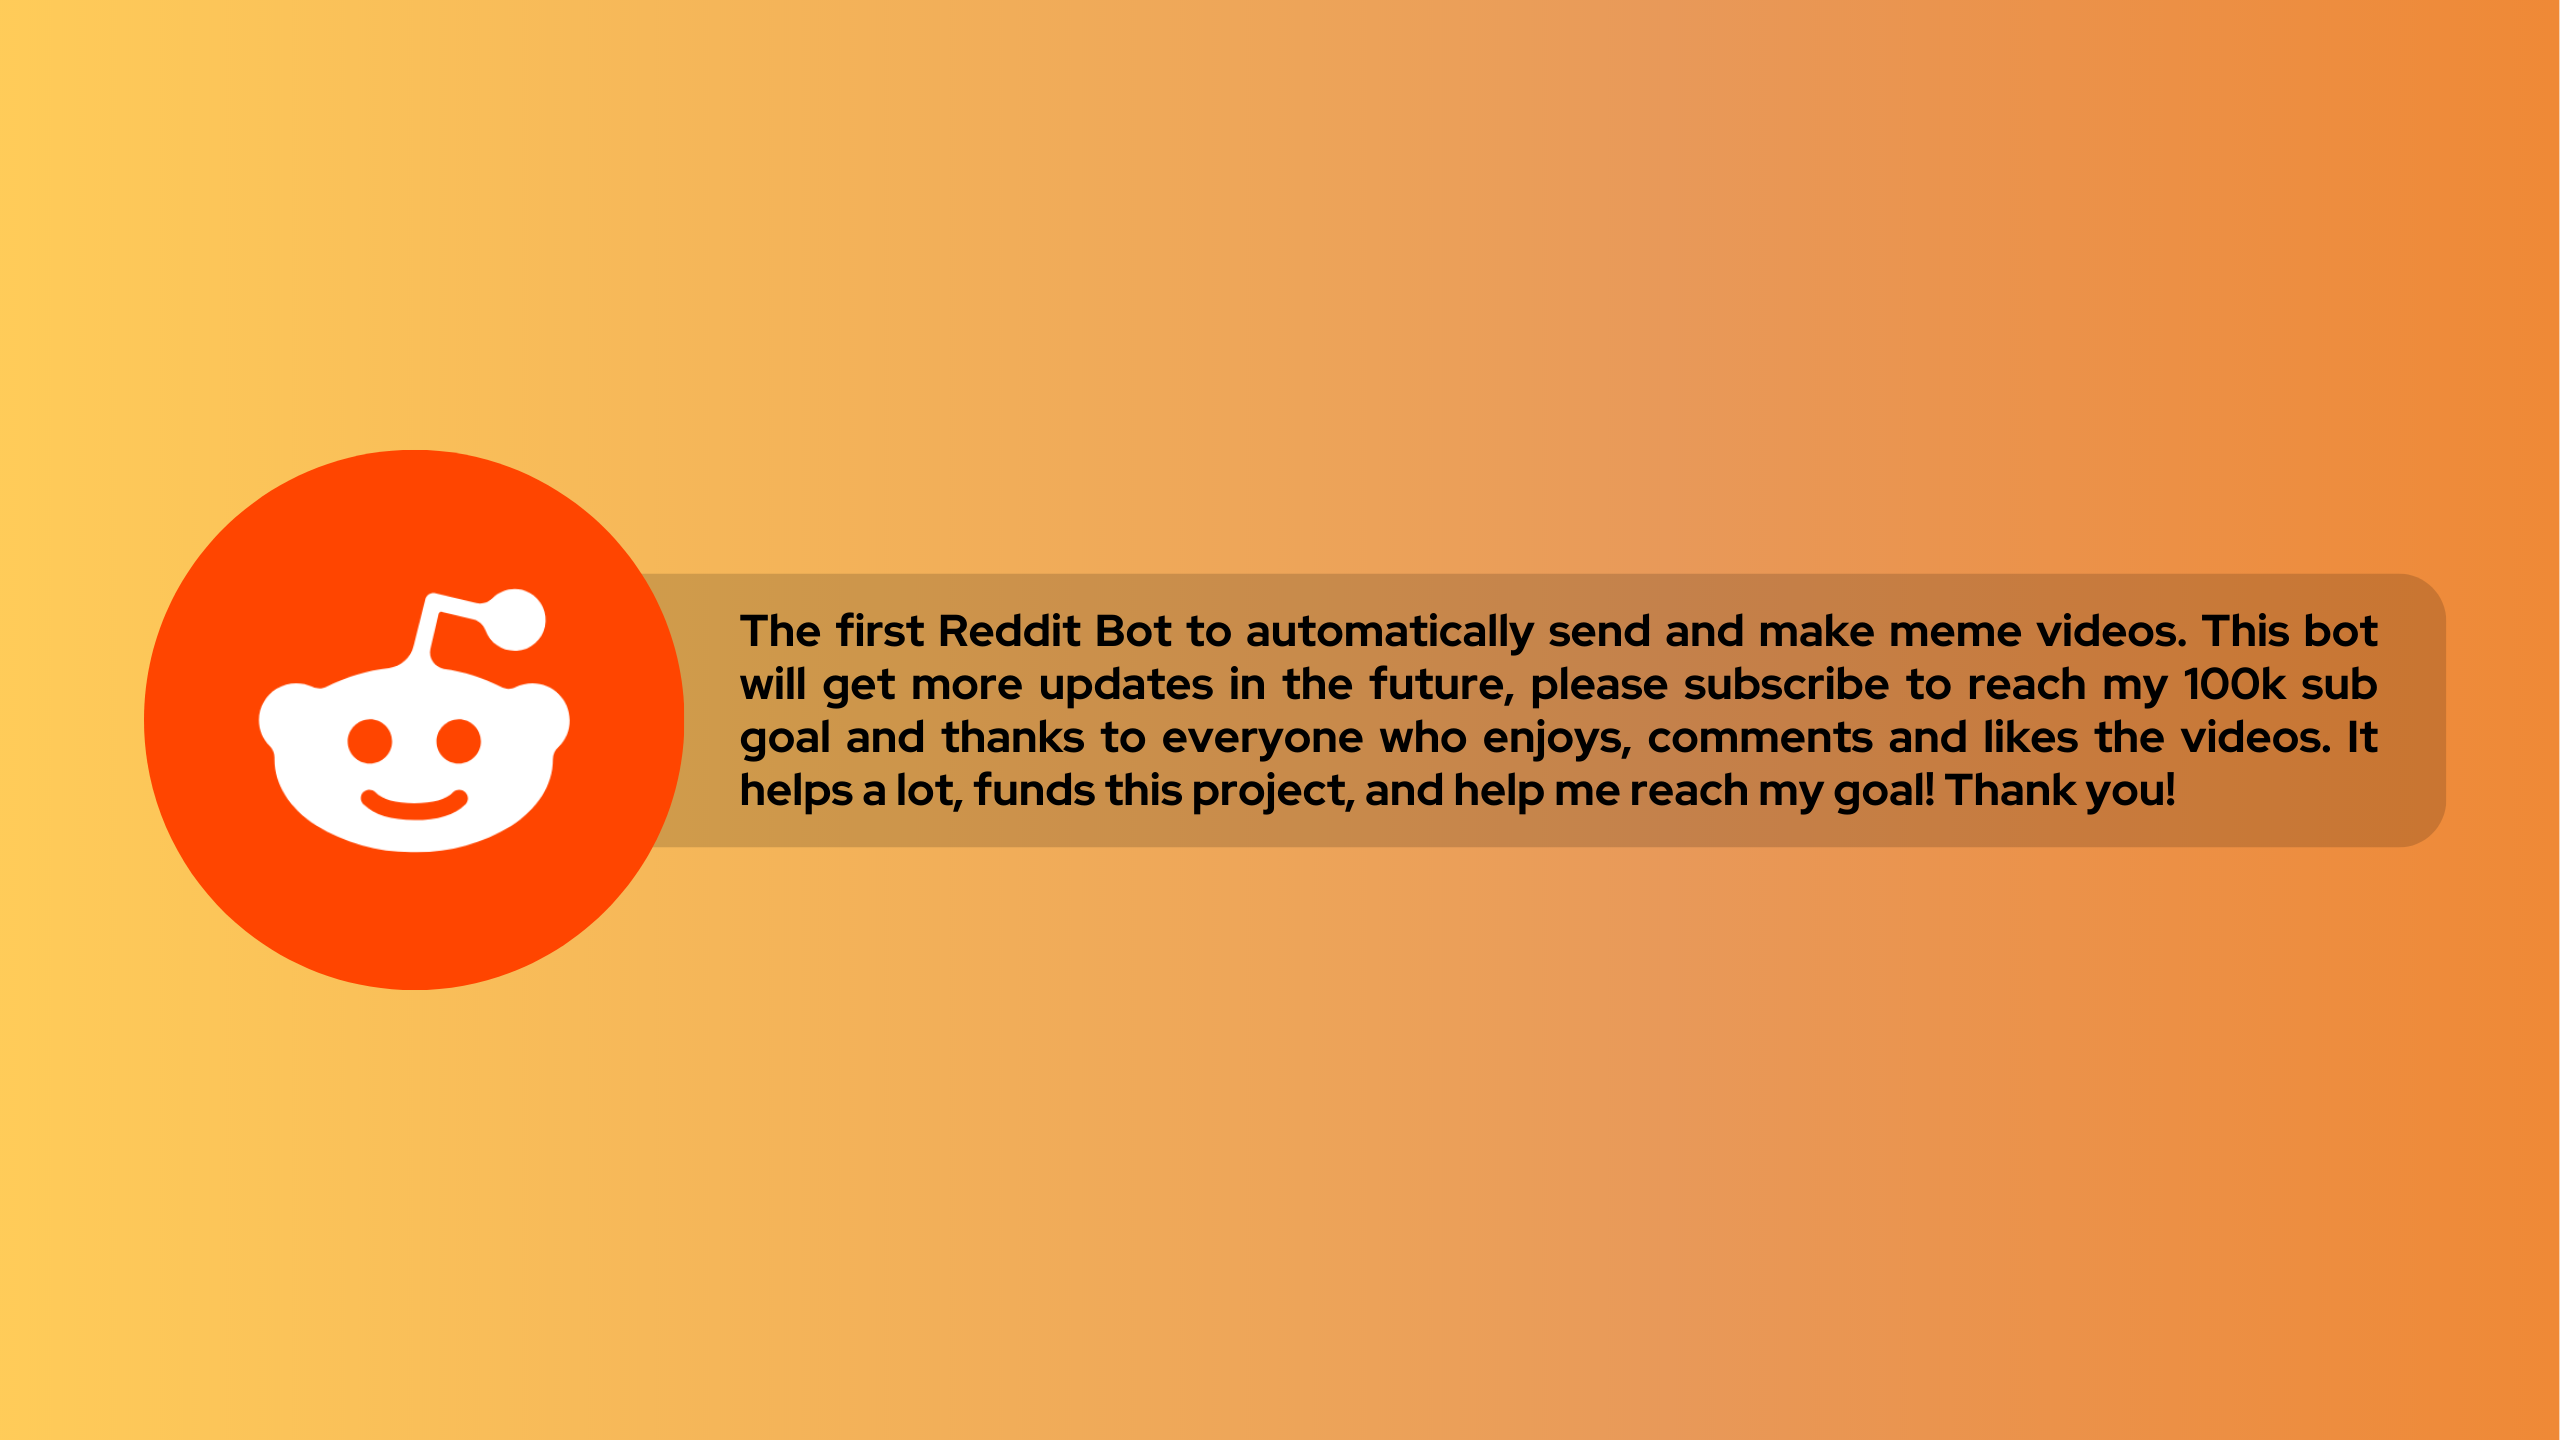 The first Reddit Bot to automatically send and make meme videos. This bot
will get more updates in the future, please subscribe to reach my 100k sub
goal and thanks to everyone who enjoys, comments and likes the videos. It
helps a lot, funds this project, and help me reach my goal! Thank you!